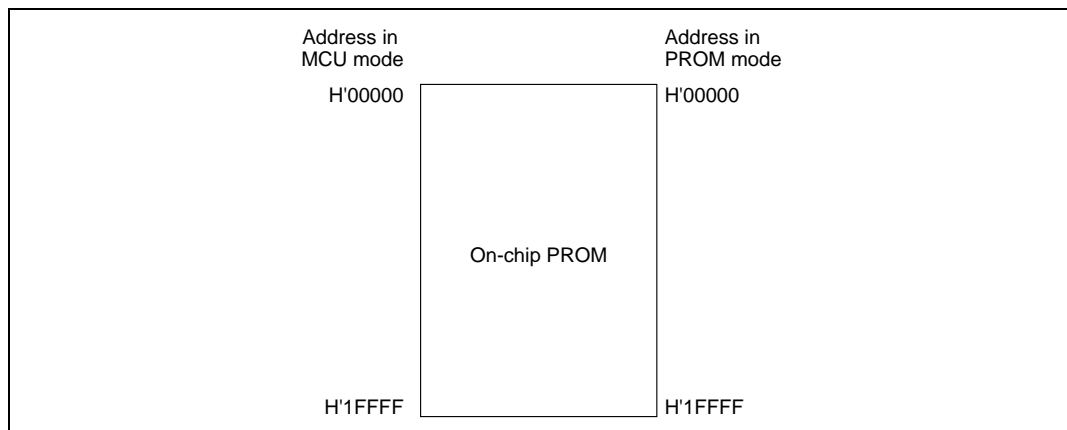 Address in
MCU mode
Address in
PROM mode
H'00000
H'00000
On-chip PROM
H'1FFFF
H'1FFFF